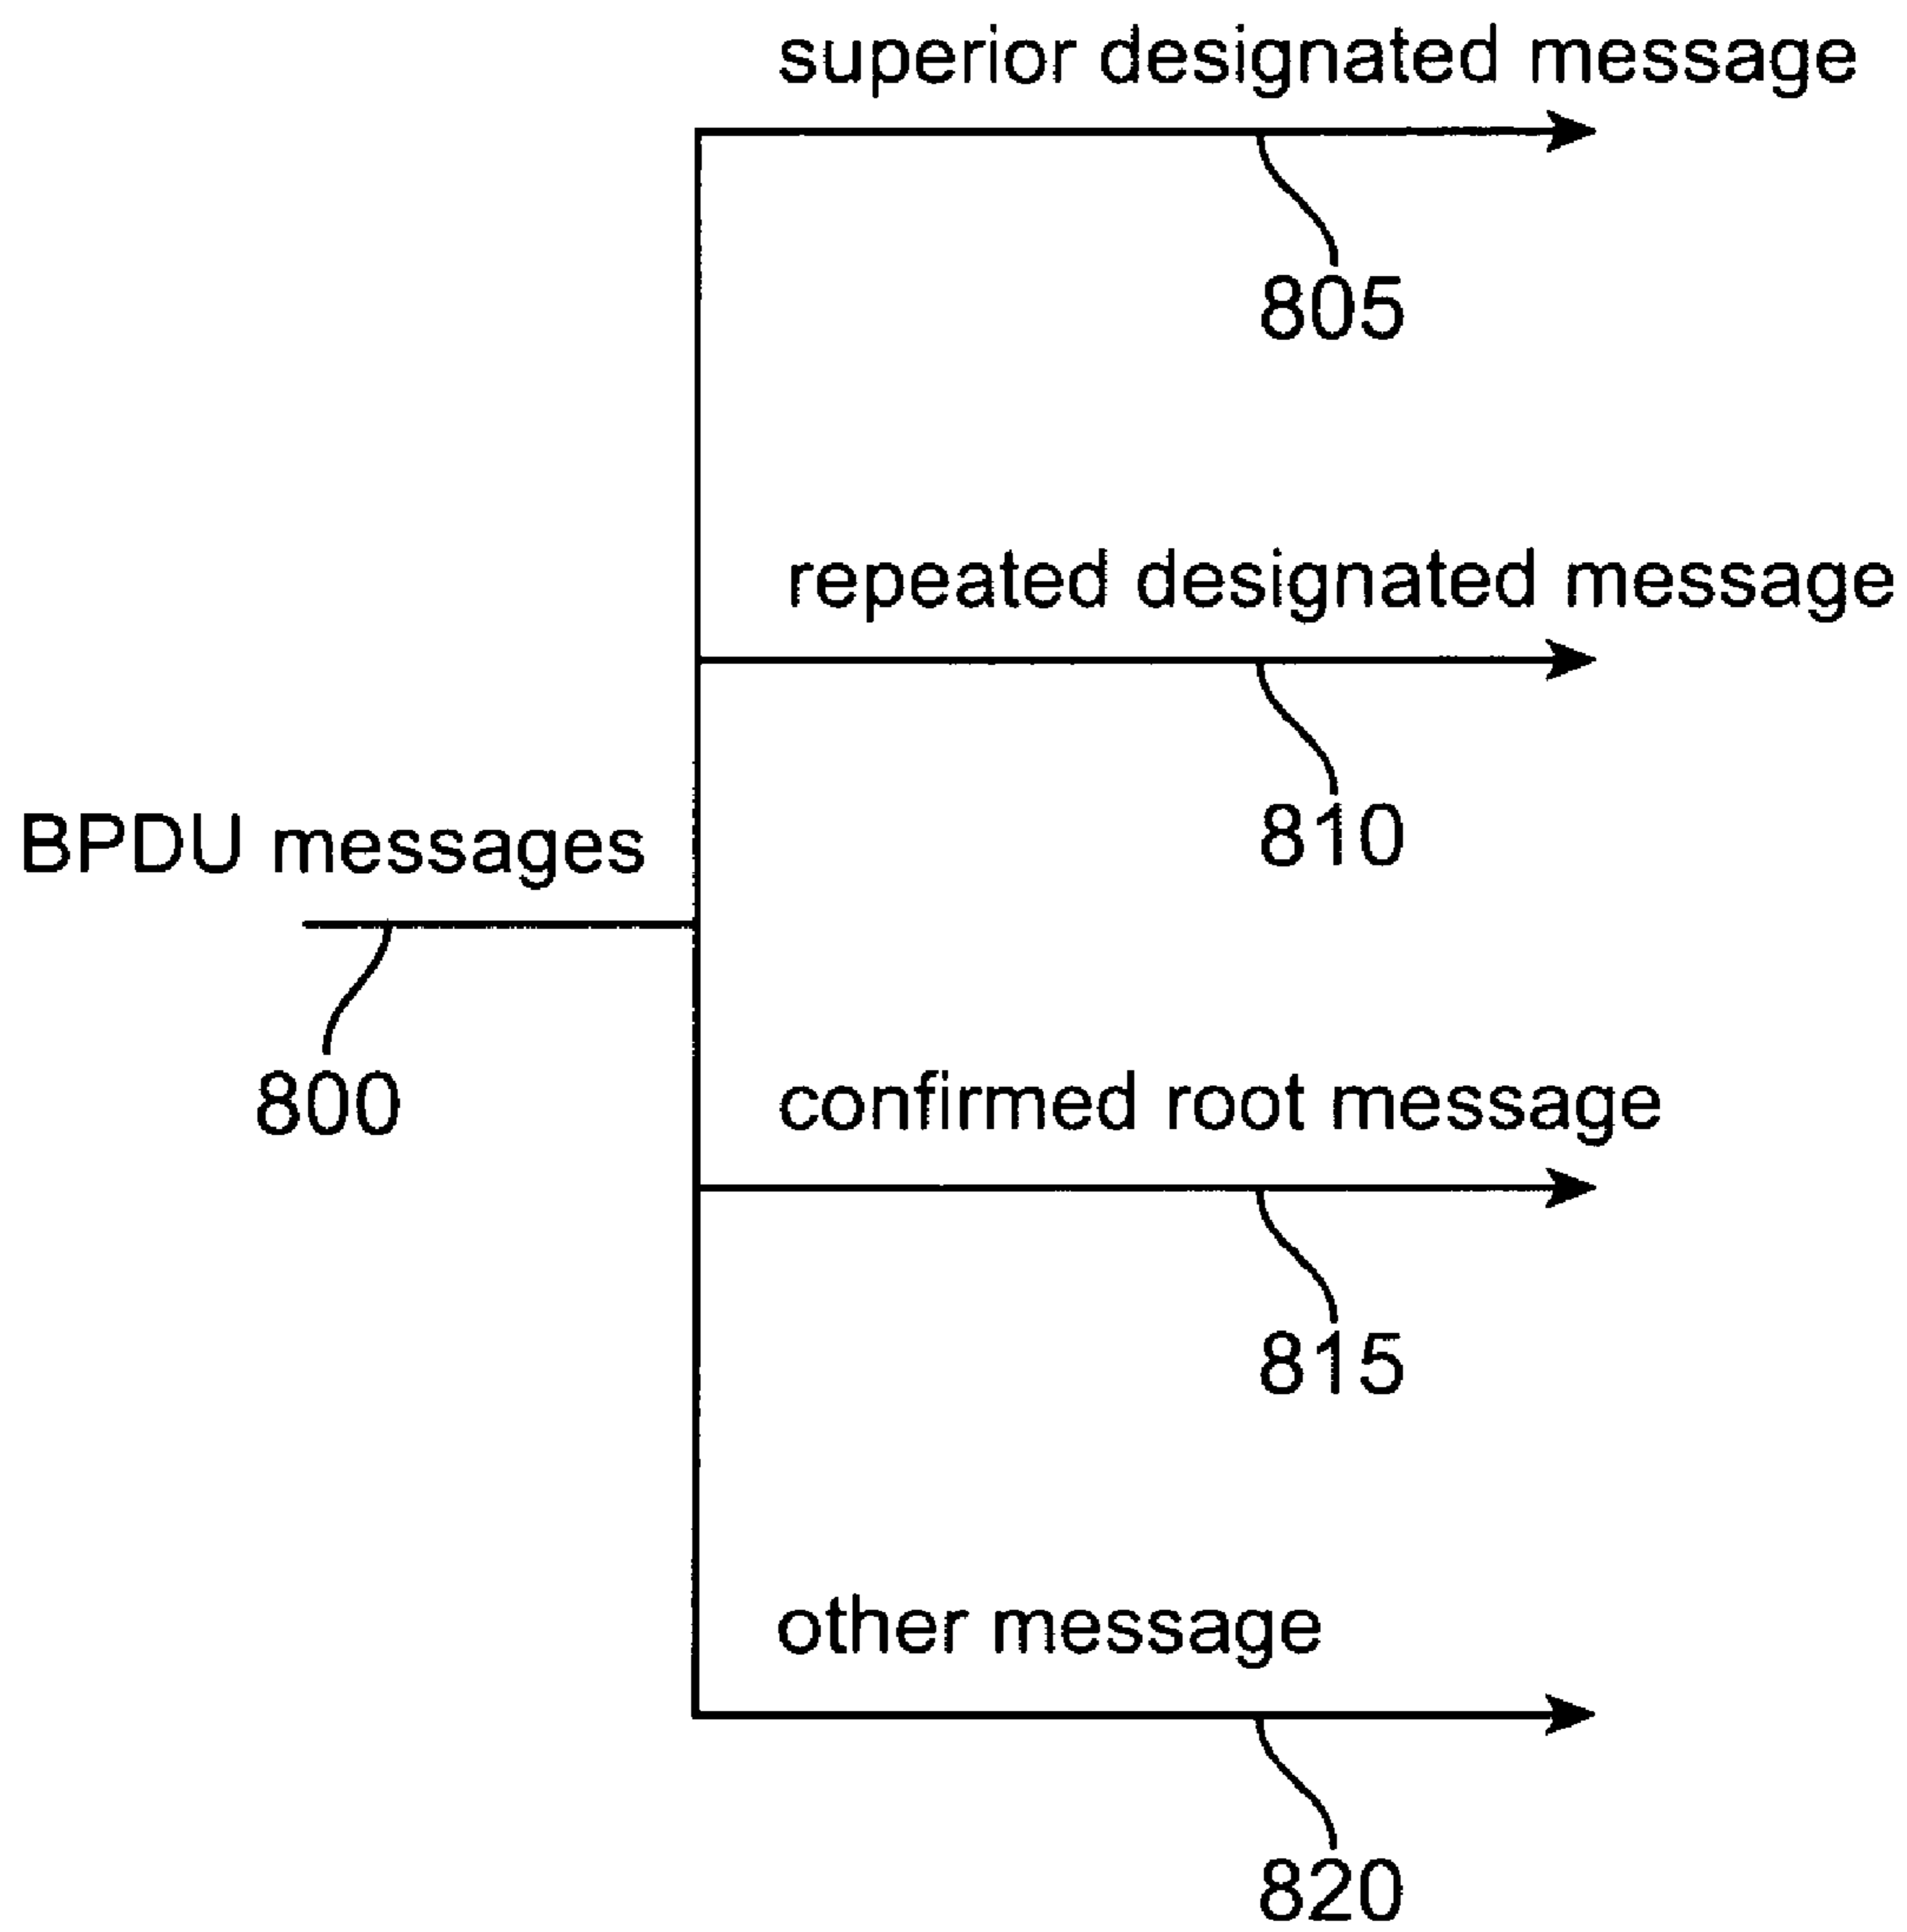 superior designated message
805
repeated designated message
810
BPDU messages
800
confirmed root message
815
other message
820